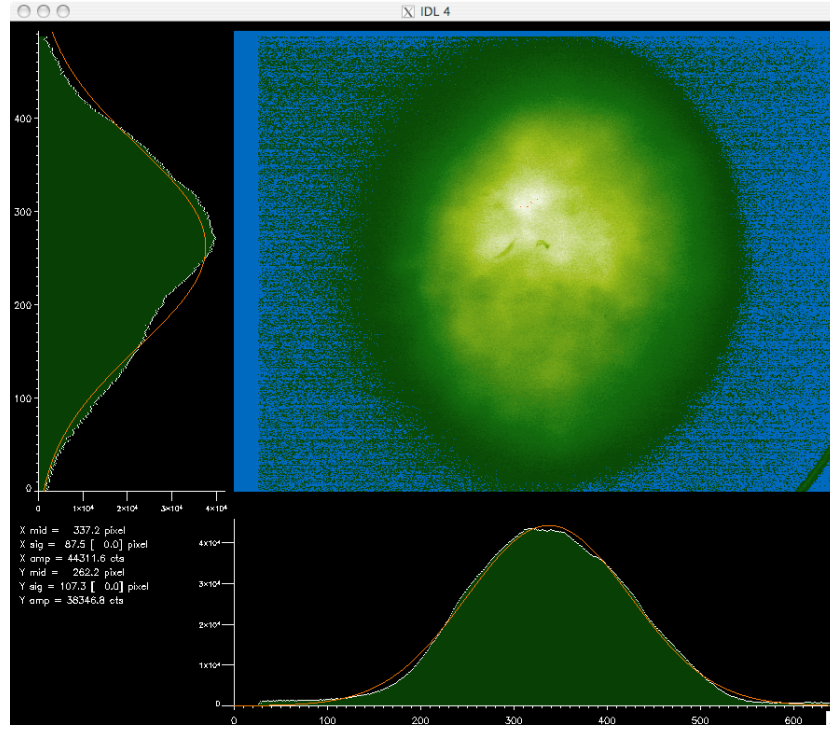 X IDL 4
400
300
200
100
0
0 1×10⁴ 2×10⁴ 3×10⁴ 4×10⁴
X mid = 337.2 pixel
X sig = 87.5 [ 0.0] pixel
X amp = 44311.6 cts
Y mid = 262.2 pixel
Y sig = 107.3 [ 0.0] pixel
Y amp = 38346.8 cts
4×10⁴
3×10⁴
2×10⁴
1×10⁴
0
0 100 200 300 400 500 600